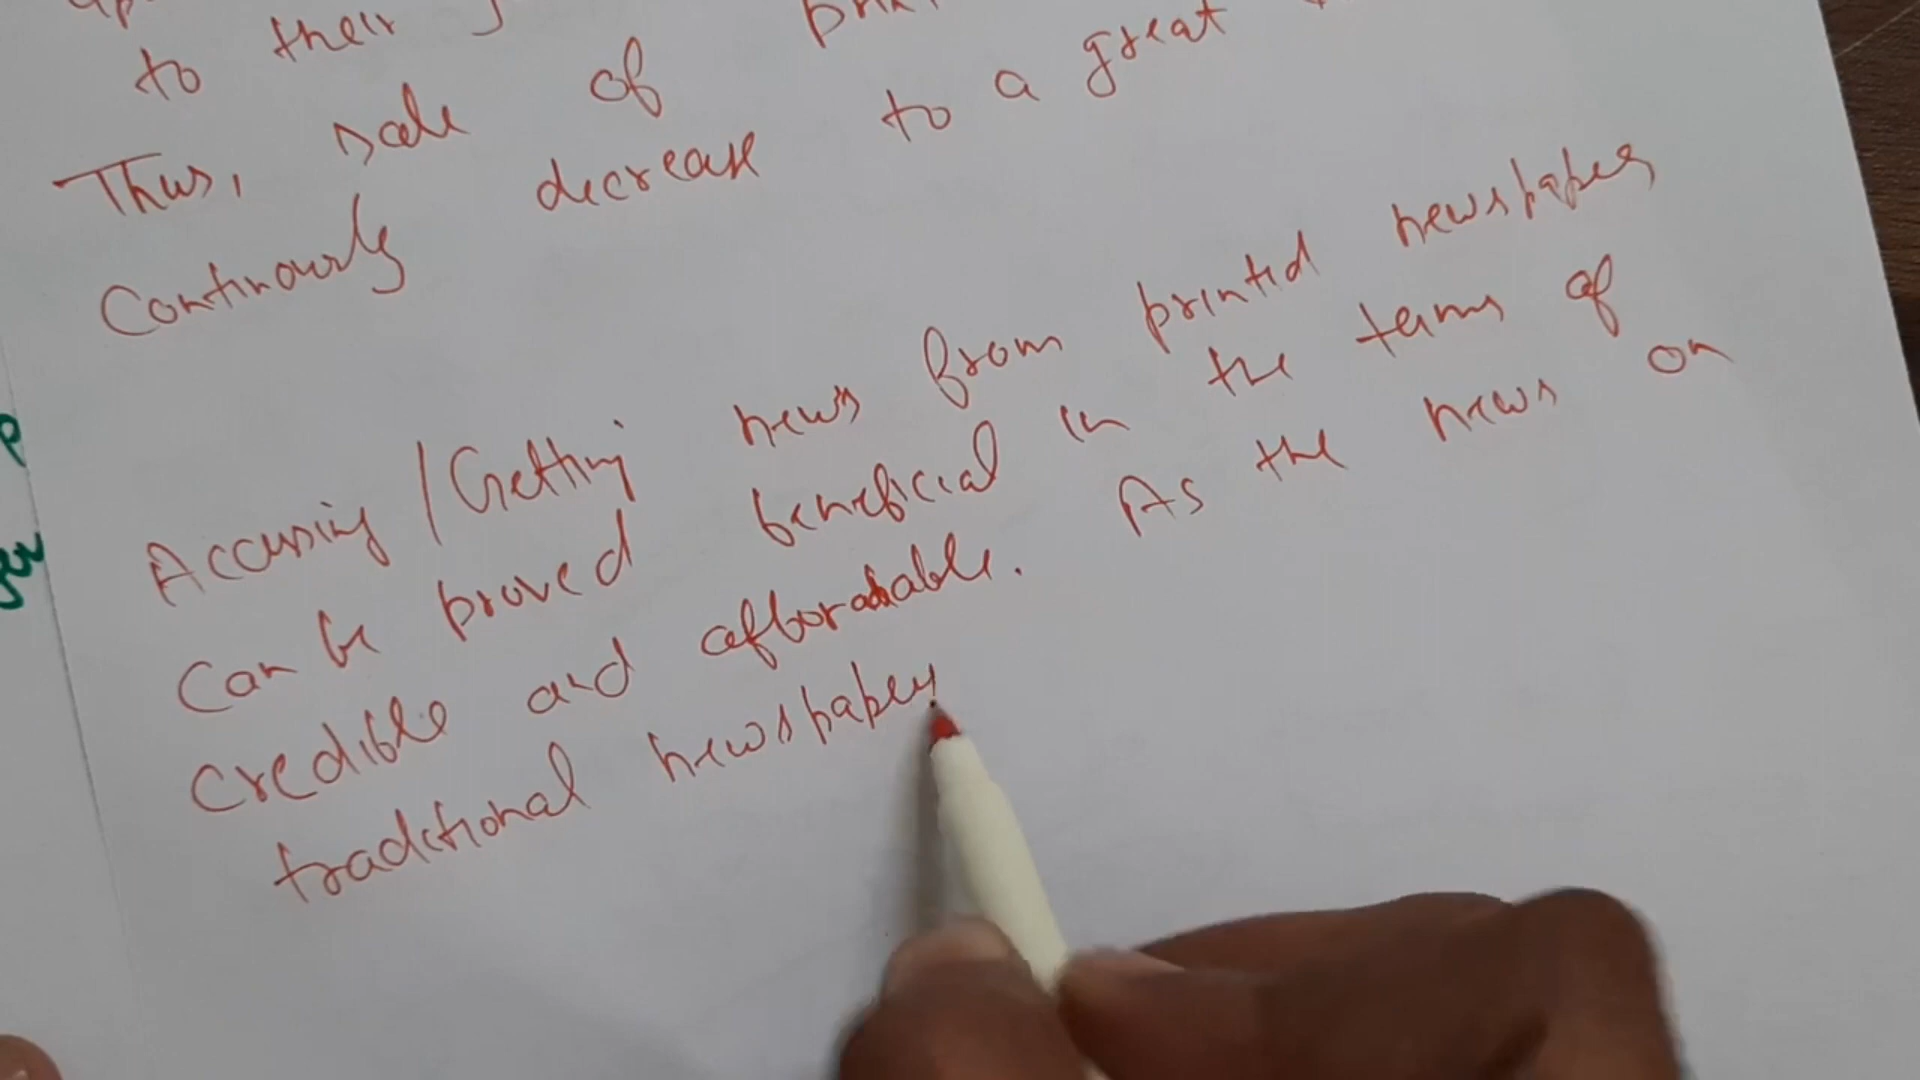 to their
Thus, sale of
Continously decrease to a great
Accessing / Getting news from printed newspapers
can be proved beneficial in the terms of
credible and affordable. As the news on
traditional newspapers